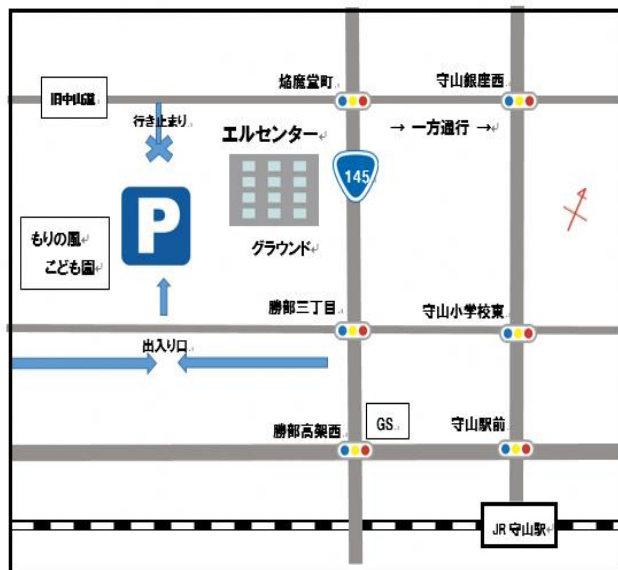 焔魔堂町
守山銀座西
旧中山道
行き止まり
エルセンター
→ 一方通行 →
145
P
もりの風
こども園
グラウンド
勝部三丁目
守山小学校東
出入り口
GS
勝部高架西
守山駅前
JR 守山駅